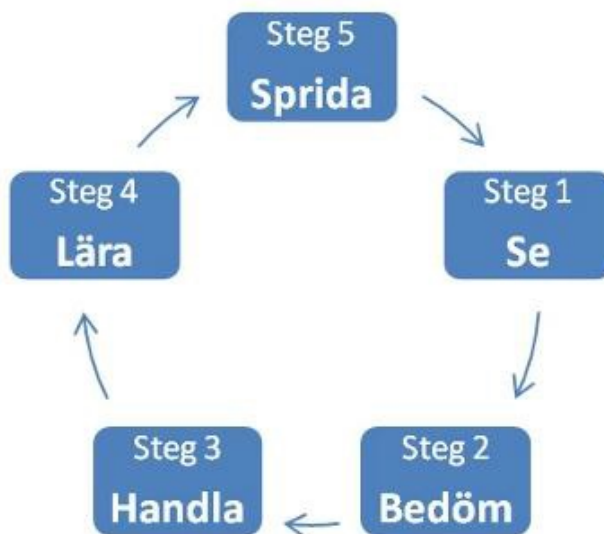 Steg 5
Sprida
Steg 1
Se
Steg 2
Bedöm
Steg 3
Handla
Steg 4
Lära